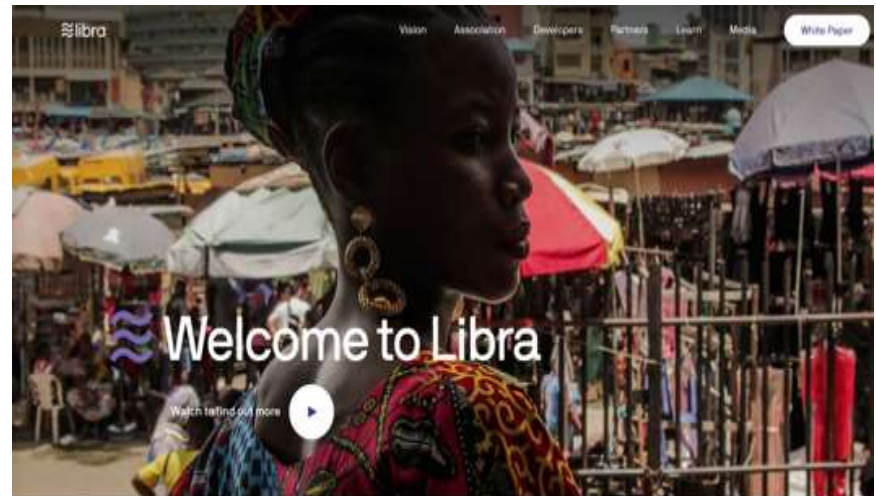 libra
Vision Association Developers Partners Learn Media White Paper
Welcome to Libra
Watch to find out more